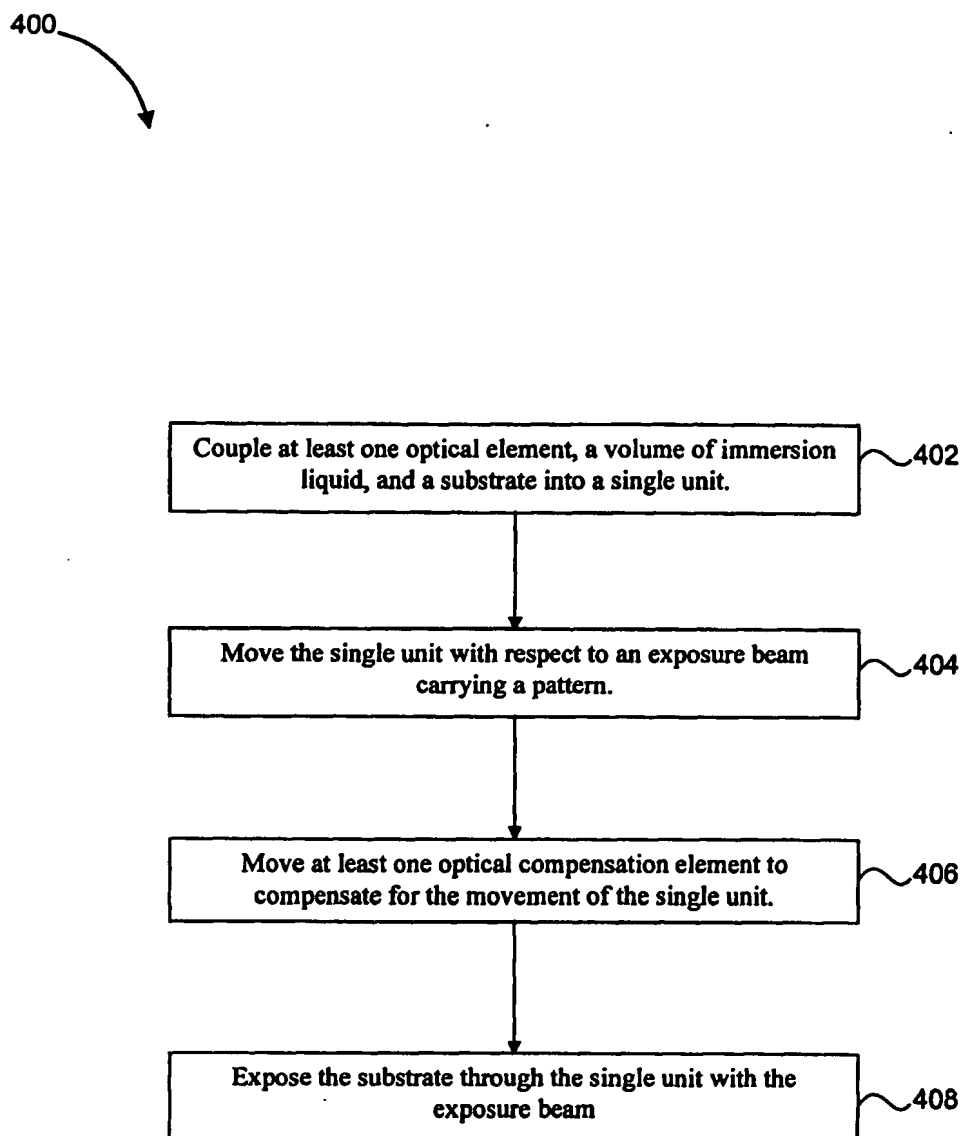 400
Couple at least one optical element, a volume of immersion
liquid, and a substrate into a single unit.
402
Move the single unit with respect to an exposure beam
carrying a pattern.
404
Move at least one optical compensation element to
compensate for the movement of the single unit.
406
Expose the substrate through the single unit with the
exposure beam
408